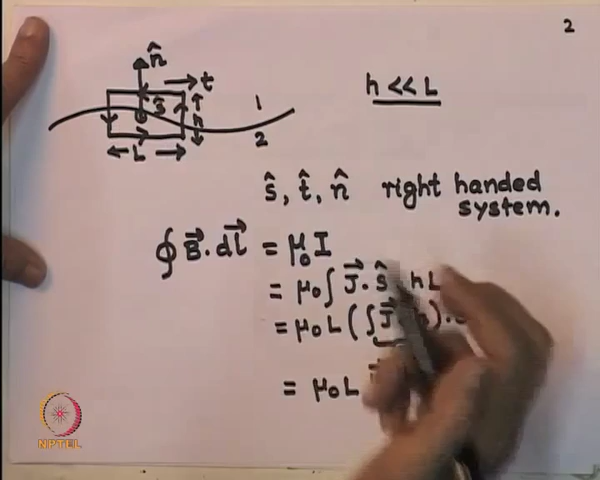 2
n̂
t
ŝ
1
h
2
L
h << L
ŝ, t̂, n̂ right handed
system.
∮ B⃗ · dl⃗ = μ₀ I
= μ₀ ∫ J⃗ · ŝ hL
= μ₀ L ( ∫ J⃗
= μ₀ L
NPTEL